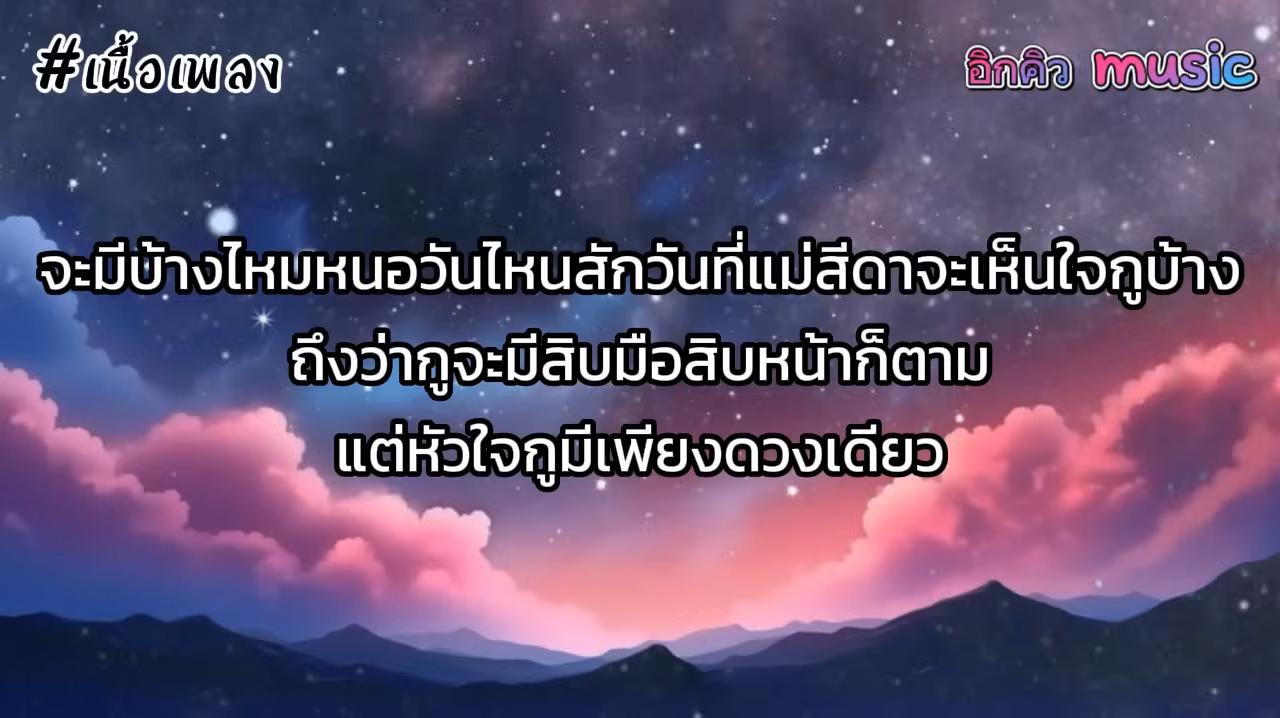 #เนื้อเพลง
อิกคิว music
จะมีบ้างไหมหนอวันไหนสักวันที่แม่สีดาจะเห็นใจกูบ้าง
ถึงว่ากูจะมีสิบมือสิบหน้าก็ตาม
แต่หัวใจกูมีเพียงดวงเดียว